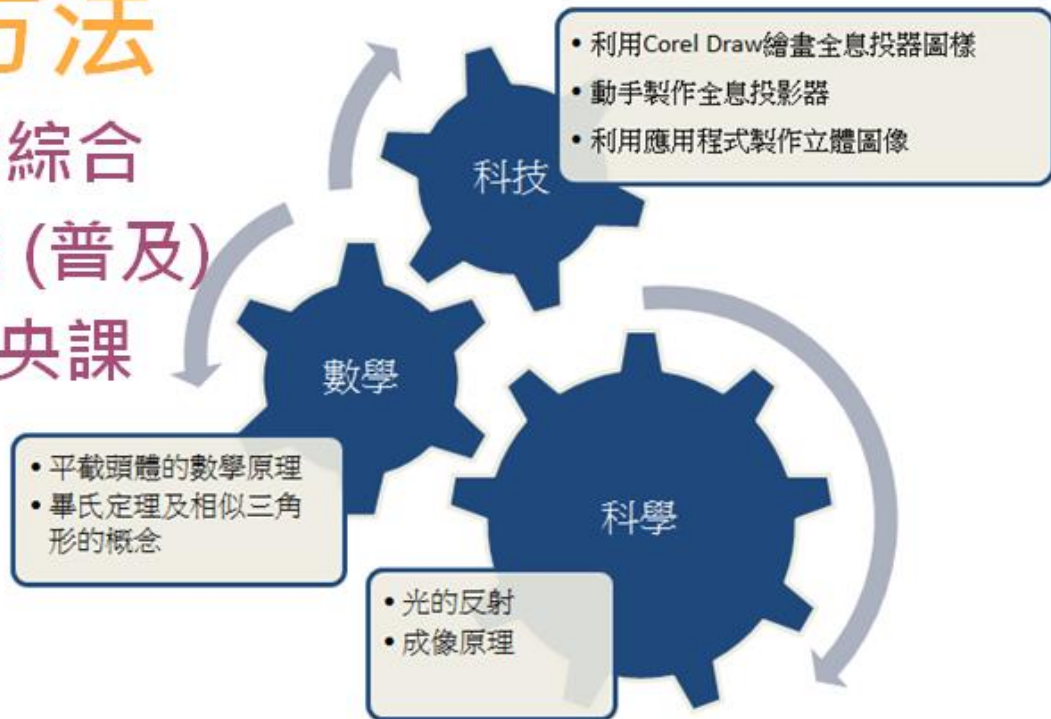 方法
綜合
(普及)
央課
• 利用Corel Draw繪畫全息投器圖樣
• 動手製作全息投影器
• 利用應用程式製作立體圖像
科技
數學
• 平截頭體的數學原理
• 畢氏定理及相似三角
形的概念
科學
• 光的反射
• 成像原理